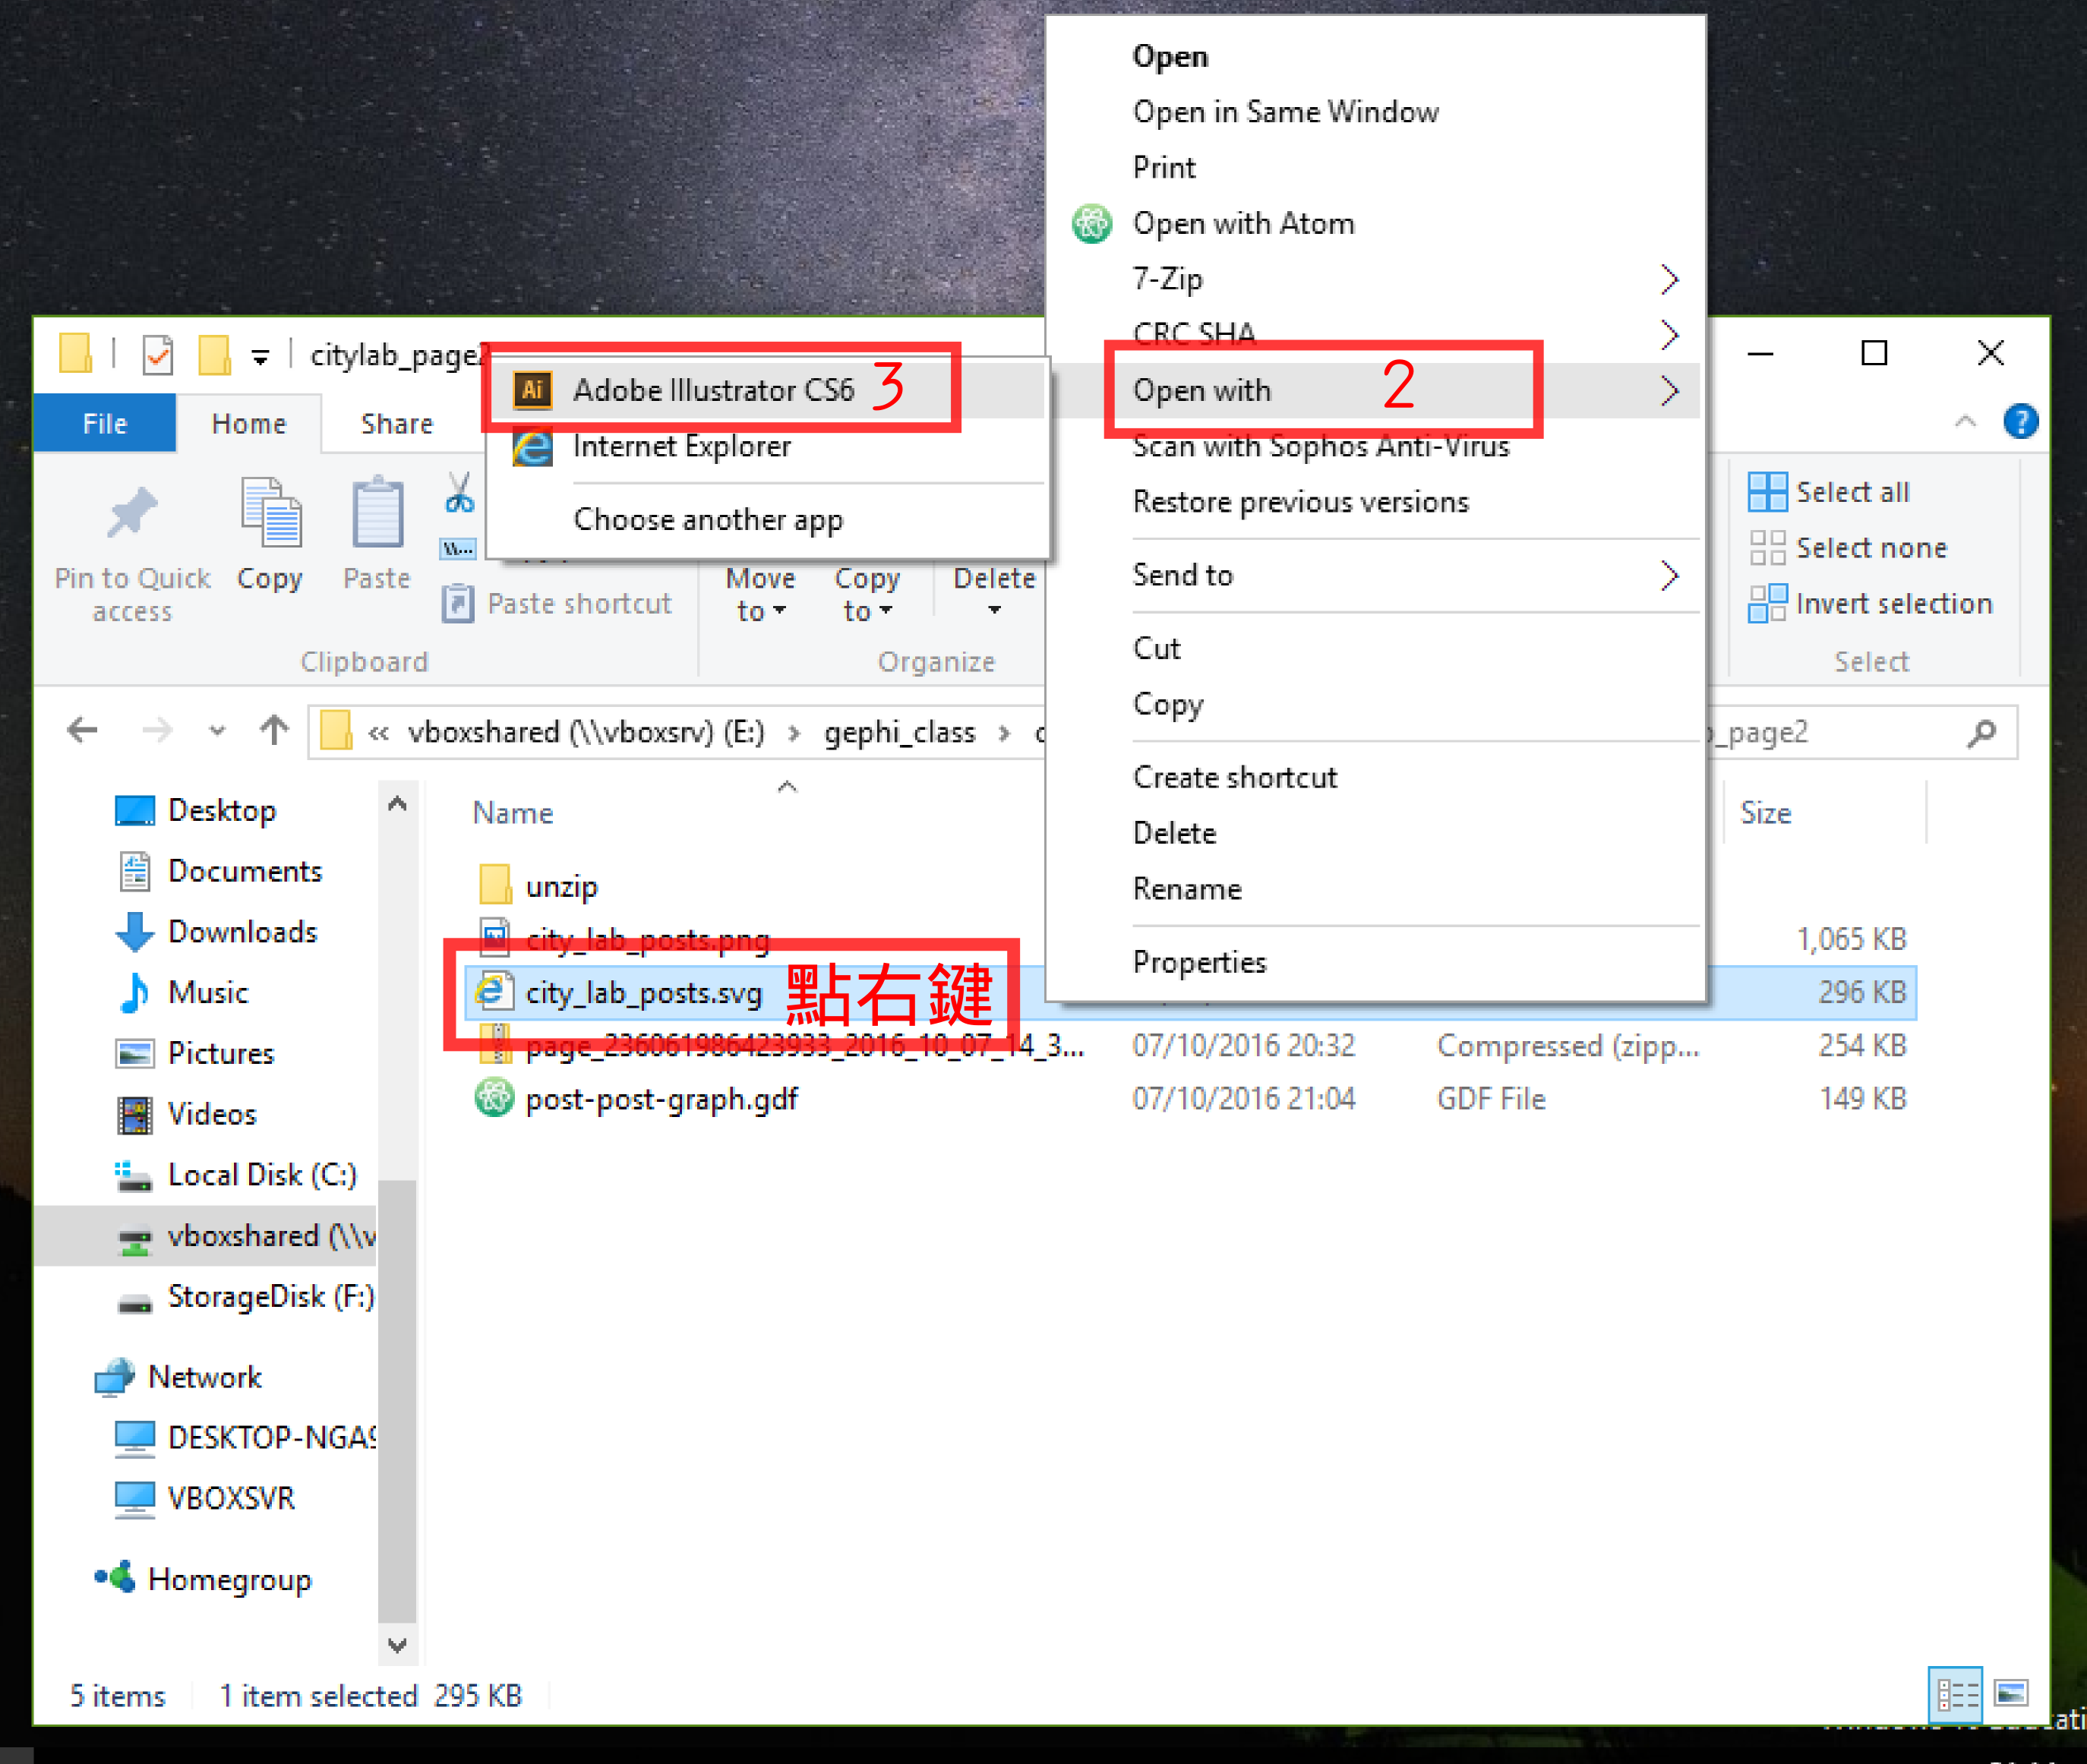 Open
Open in Same Window
Print
Open with Atom
7-Zip
CRC SHA
Open with 2
Scan with Sophos Anti-Virus
Restore previous versions
Send to
Cut
Copy
Create shortcut
Delete
Rename
Properties
citylab_page2
Adobe Illustrator CS6 3
Internet Explorer
Choose another app
File Home Share
Pin to Quick access
Copy
Paste
Paste shortcut
Clipboard
Move to
Copy to
Delete
Organize
Select all
Select none
Invert selection
Select
« vboxshared (\\vboxsrv) (E:) > gephi_class >
_page2
Name Size
unzip
city_lab_posts.png 1,065 KB
city_lab_posts.svg 點右鍵 296 KB
page_236061986423933_2016_10_07_14_3... 07/10/2016 20:32 Compressed (zipp... 254 KB
post-post-graph.gdf 07/10/2016 21:04 GDF File 149 KB
Desktop
Documents
Downloads
Music
Pictures
Videos
Local Disk (C:)
vboxshared (\\v
StorageDisk (F:)
Network
DESKTOP-NGA9
VBOXSVR
Homegroup
5 items 1 item selected 295 KB